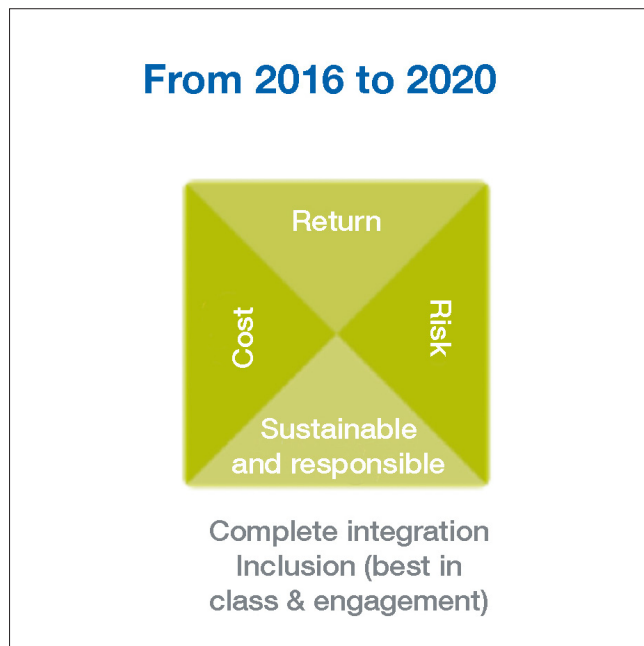 From 2016 to 2020
Return
Cost
Risk
Sustainable
and responsible
Complete integration
Inclusion (best in
class & engagement)